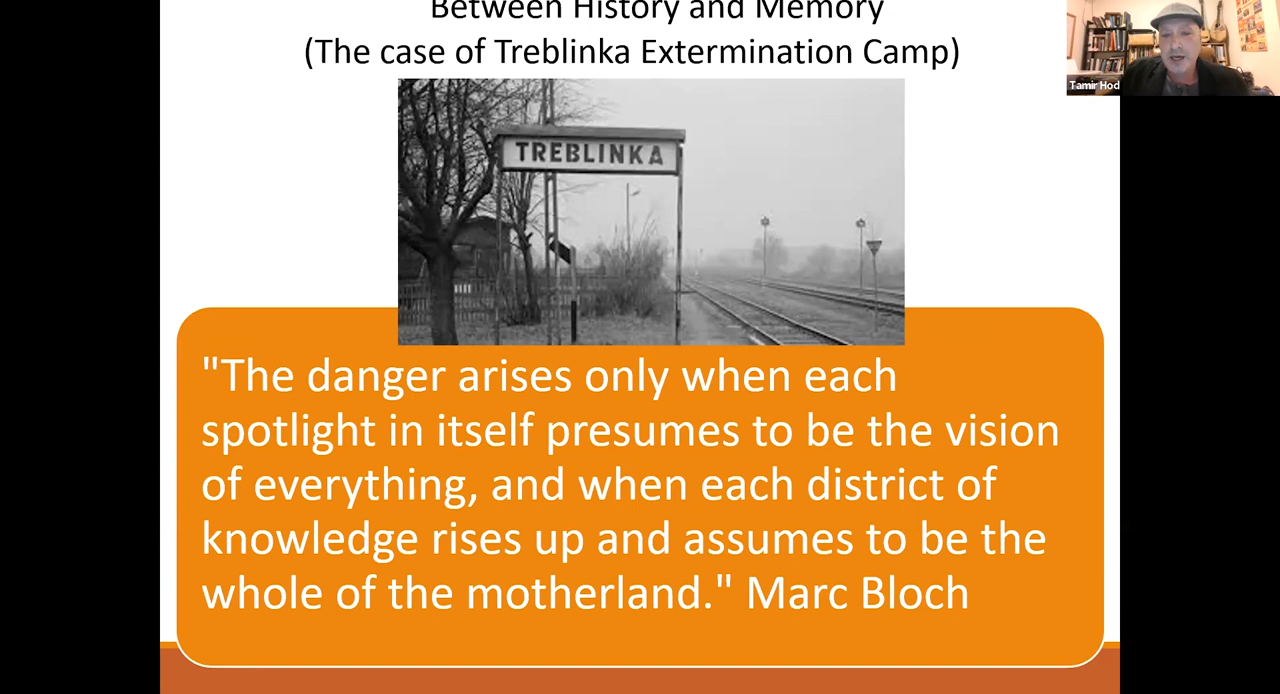 Between History and Memory
(The case of Treblinka Extermination Camp)
Tamir Hod
TREBLINKA
"The danger arises only when each
spotlight in itself presumes to be the vision
of everything, and when each district of
knowledge rises up and assumes to be the
whole of the motherland." Marc Bloch